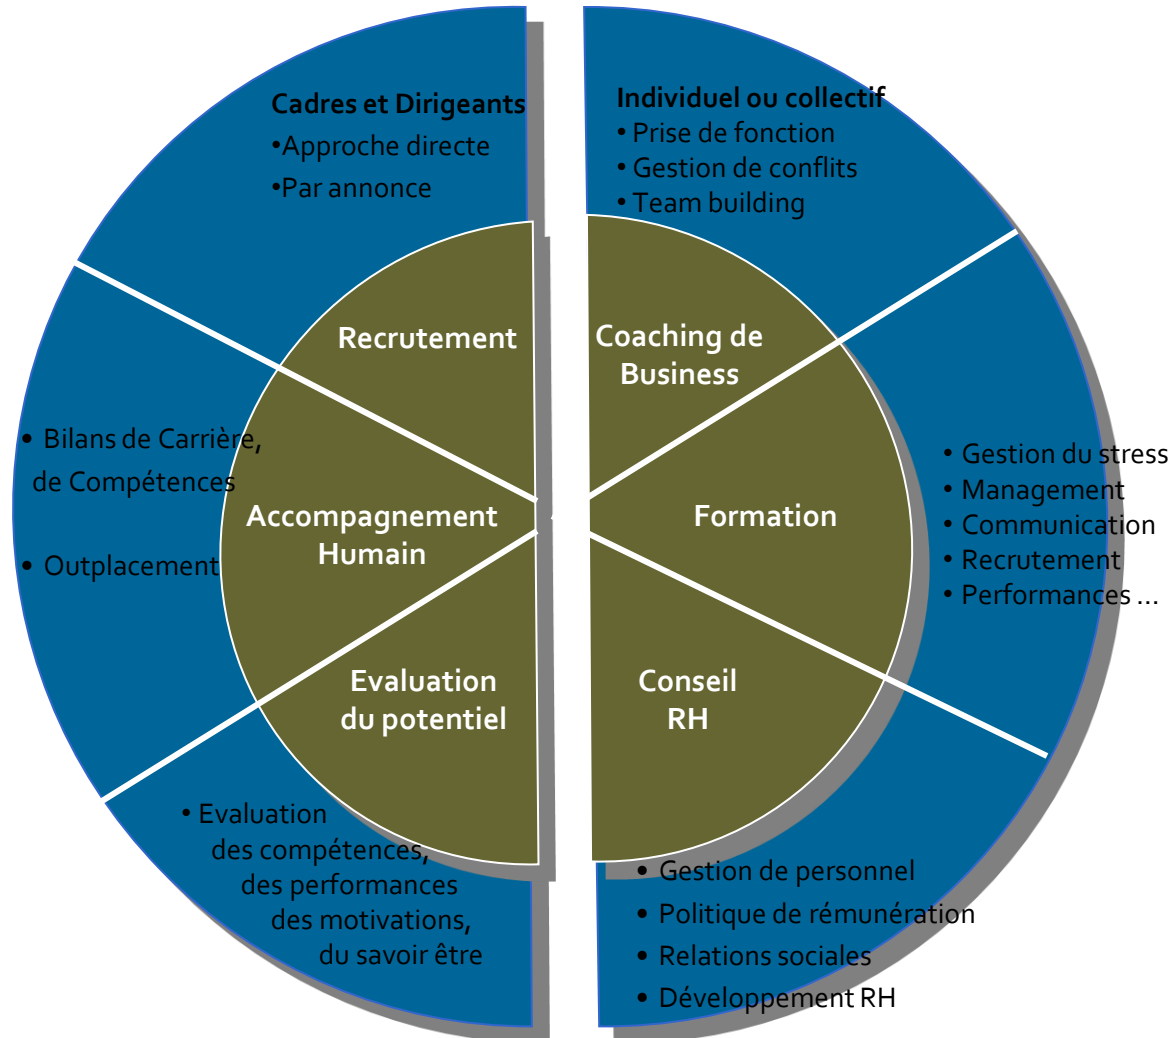 Cadres et Dirigeants
•Approche directe
•Par annonce
Individuel ou collectif
• Prise de fonction
• Gestion de conflits
• Team building
Recrutement
Coaching de
Business
• Bilans de Carrière,
de Compétences
• Outplacement
Accompagnement
Humain
Formation
• Gestion du stress
• Management
• Communication
• Recrutement
• Performances ...
Evaluation
du potentiel
Conseil
RH
• Evaluation
des compétences,
des performances
des motivations,
du savoir être
• Gestion de personnel
• Politique de rémunération
• Relations sociales
• Développement RH